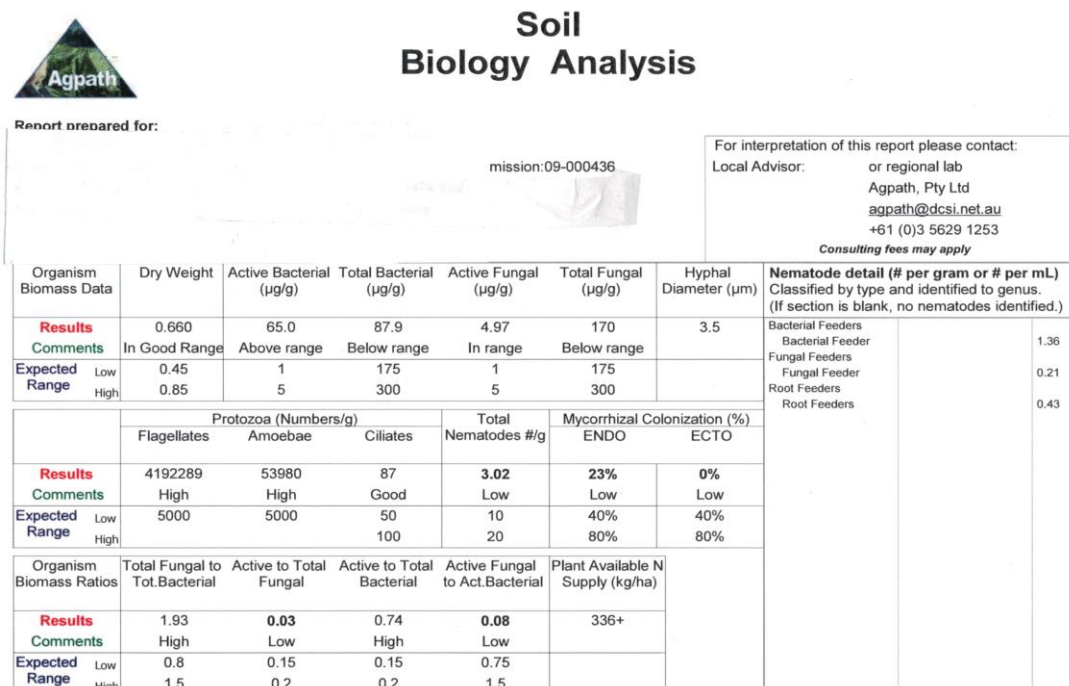 Soil
Biology Analysis
Agpath
Report prepared for:
mission:09-000436
For interpretation of this report please contact:
Local Advisor: or regional lab
Agpath, Pty Ltd
agpath@dcsi.net.au
+61 (0)3 5629 1253
Consulting fees may apply
Organism Biomass Data Dry Weight Active Bacterial (µg/g) Total Bacterial (µg/g) Active Fungal (µg/g) Total Fungal (µg/g) Hyphal Diameter (µm)
Results 0.660 65.0 87.9 4.97 170 3.5
Comments In Good Range Above range Below range In range Below range
Expected Range Low 0.45 1 175 1 175
High 0.85 5 300 5 300
Nematode detail (# per gram or # per mL)
Classified by type and identified to genus.
(If section is blank, no nematodes identified.)
Bacterial Feeders
Bacterial Feeder 1.36
Fungal Feeders
Fungal Feeder 0.21
Root Feeders
Root Feeders 0.43
Protozoa (Numbers/g) Total Nematodes #/g Mycorrhizal Colonization (%)
Flagellates Amoebae Ciliates ENDO ECTO
Results 4192289 53980 87 3.02 23% 0%
Comments High High Good Low Low Low
Expected Range Low 5000 5000 50 10 40% 40%
High 100 20 80% 80%
Organism Biomass Ratios Total Fungal to Tot.Bacterial Active to Total Fungal Active to Total Bacterial Active Fungal to Act.Bacterial Plant Available N Supply (kg/ha)
Results 1.93 0.03 0.74 0.08 336+
Comments High Low High Low
Expected Range Low 0.8 0.15 0.15 0.75
High 1.5 0.2 0.2 1.5